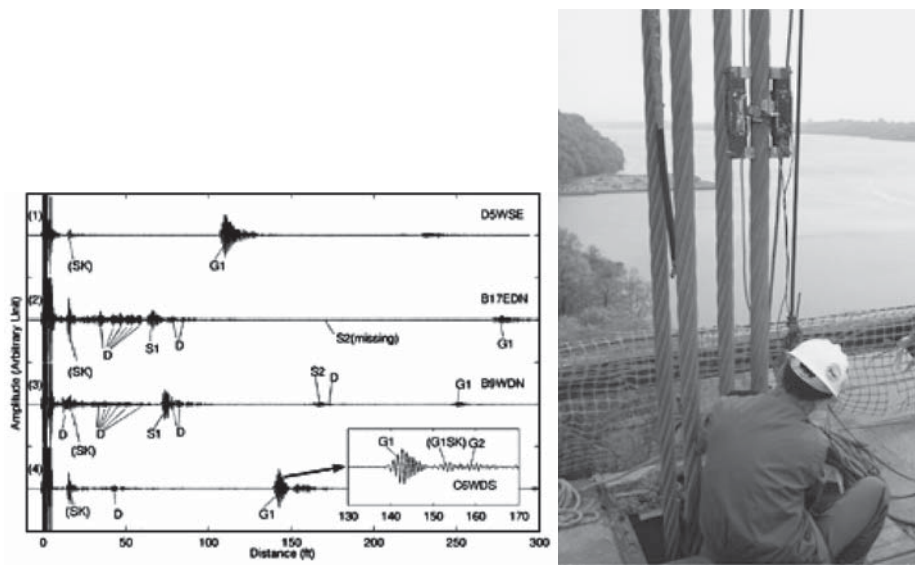 Amplitude (Arbitrary Unit)
(1)
D5WSE
(SK)
G1
(2)
B17EDN
D
S1
D
S2(missing)
(SK)
G1
(3)
B9WDN
S2
D
G1
D
(SK)
D
S1
D
(4)
G1
(G1SK)
G2
C6WDS
(SK)
D
G1
130 140 150 160 170
0 50 100 150 200 250 300
Distance (ft)